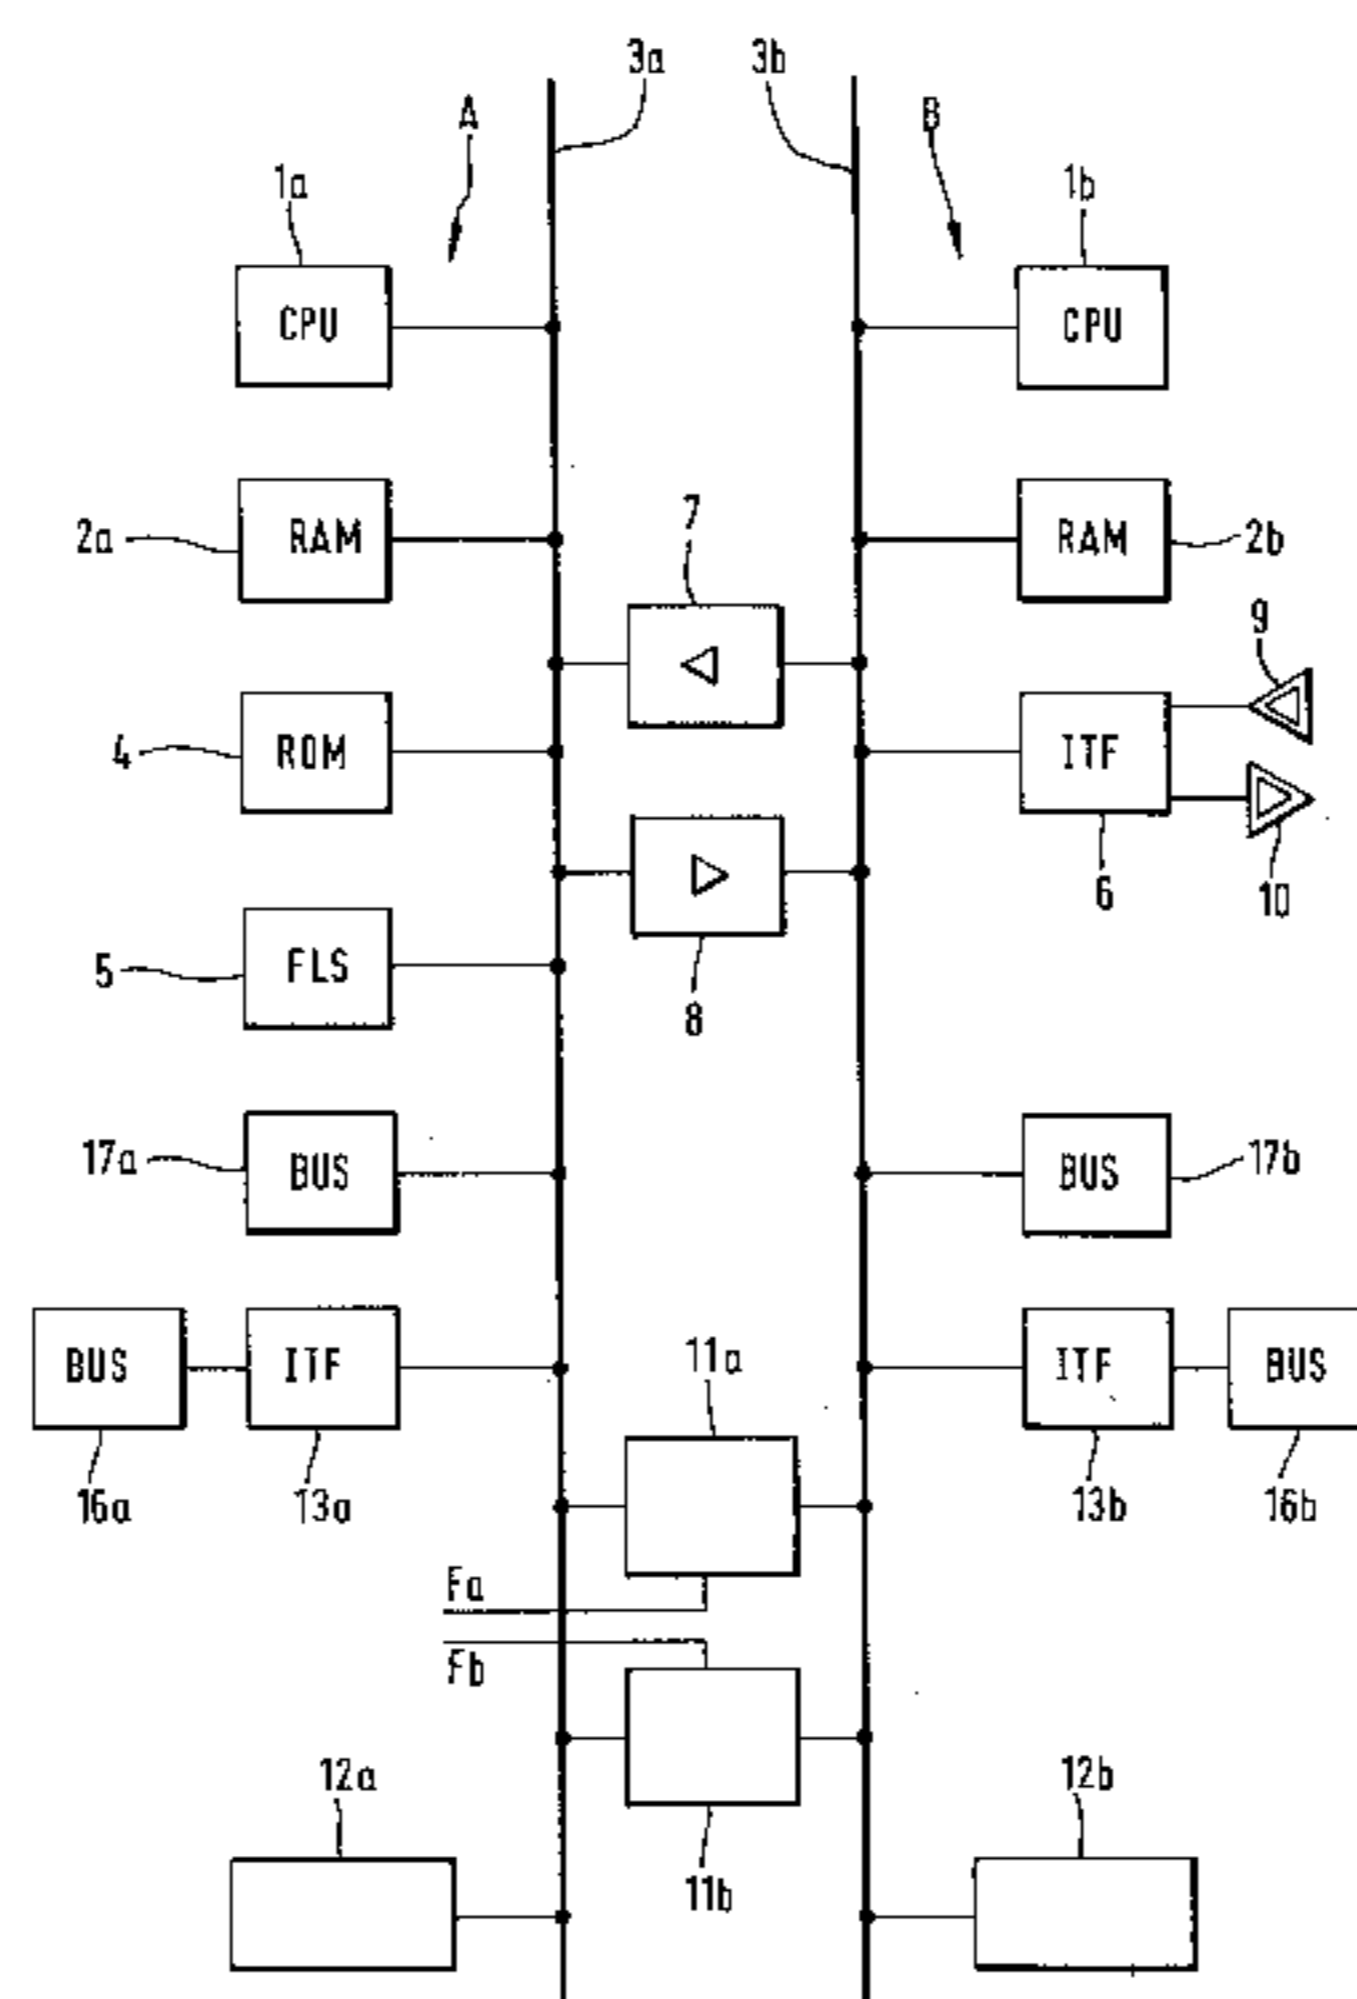 3a 3b
A B
1a 1b
CPU CPU
7
2a RAM RAM 2b
9
4 ROM ITF
6 10
5 FLS
8
17a BUS BUS 17b
11a
BUS ITF ITF BUS
16a 13a 13b 16b
Fa
Fb
12a 12b
11b